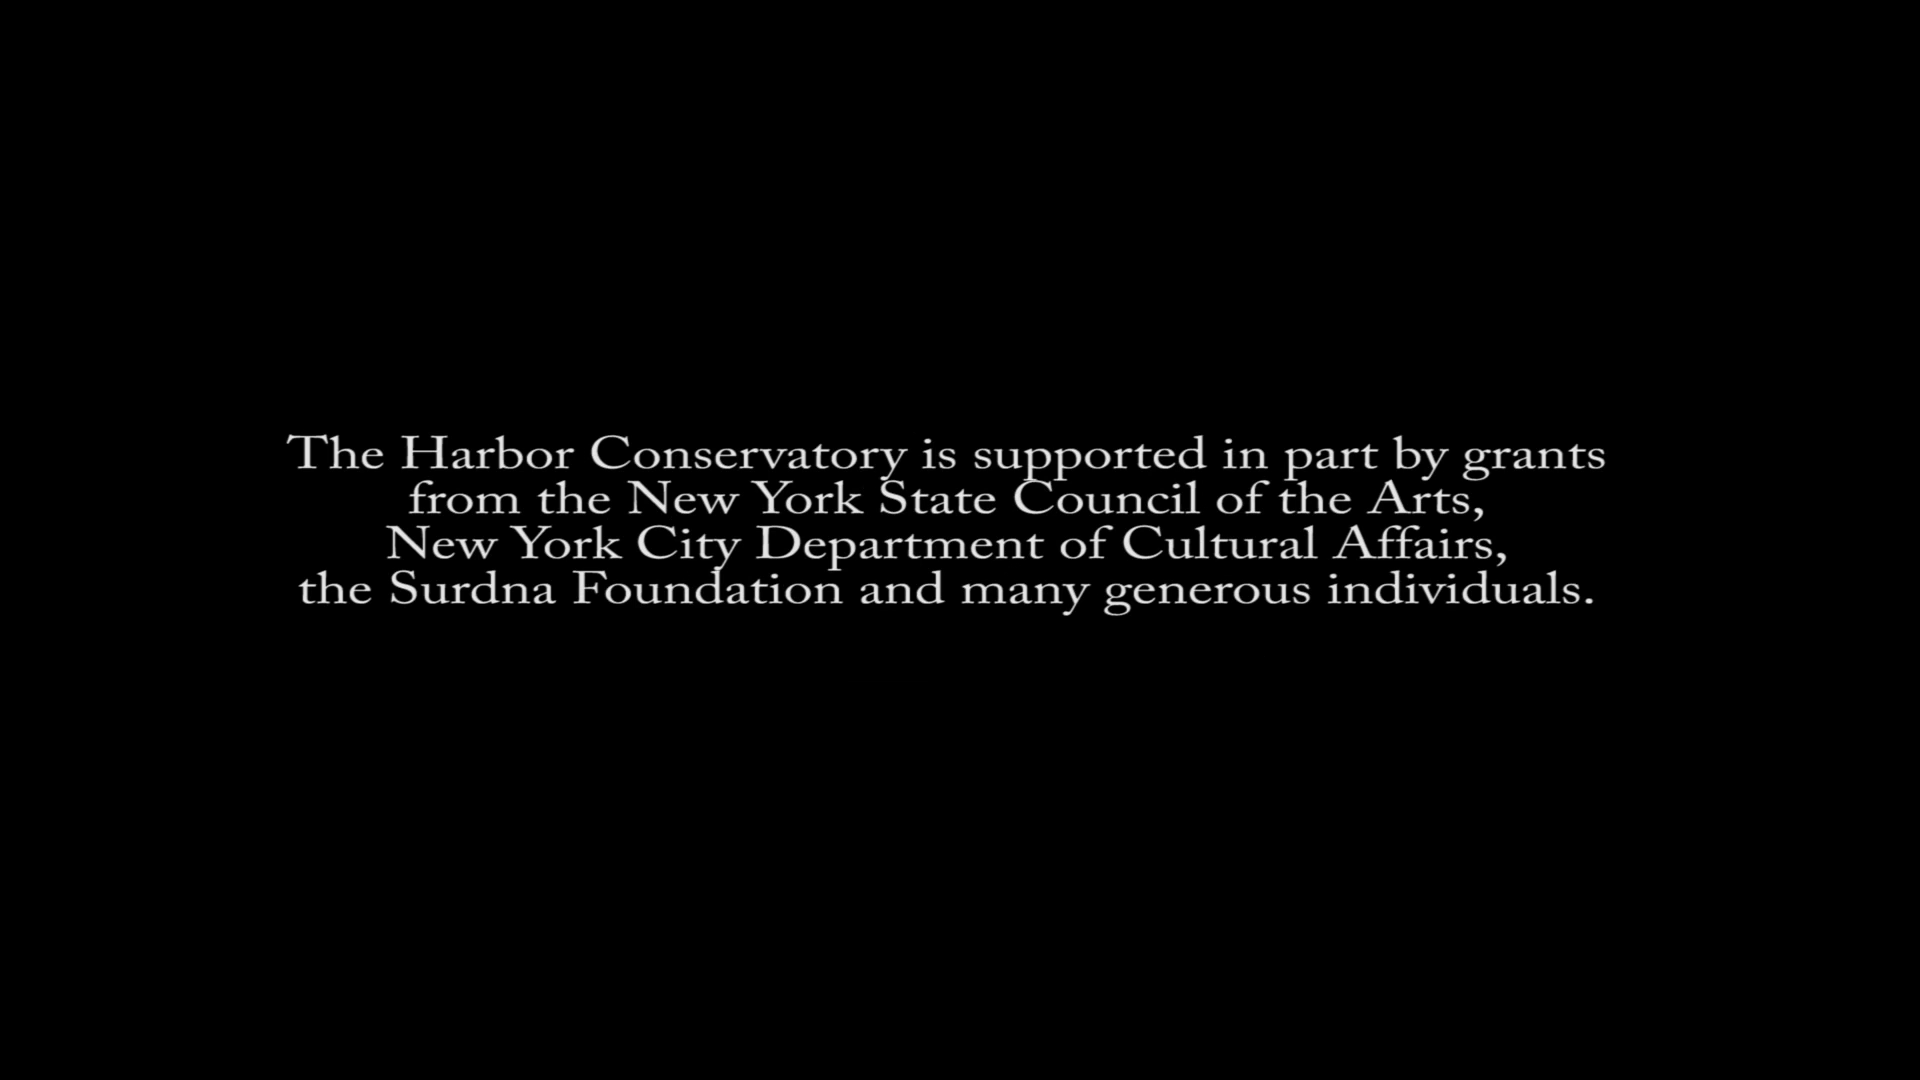 The Harbor Conservatory is supported in part by grants
from the New York State Council of the Arts,
New York City Department of Cultural Affairs,
the Surdna Foundation and many generous individuals.